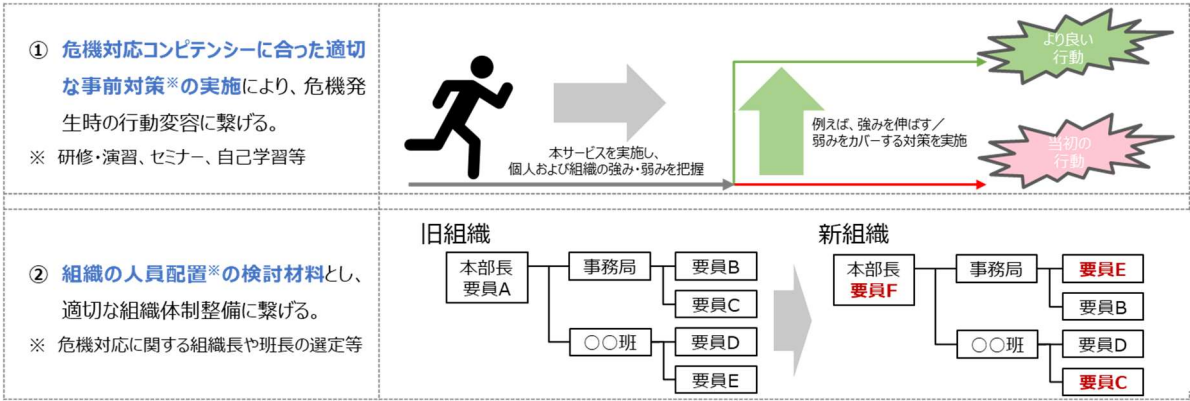 ① 危機対応コンピテンシーに合った適切
な事前対策※の実施により、危機発
生時の行動変容に繋げる。
※ 研修・演習、セミナー、自己学習等
本サービスを実施し、
個人および組織の強み・弱みを把握
例えば、強みを伸ばす／
弱みをカバーする対策を実施
より良い
行動
当初の
行動
② 組織の人員配置※の検討材料とし、
適切な組織体制整備に繋げる。
※ 危機対応に関する組織長や班長の選定等
旧組織
本部長
要員A
事務局
要員B
要員C
○○班
要員D
要員E
新組織
本部長
要員F
事務局
要員E
要員B
○○班
要員D
要員C